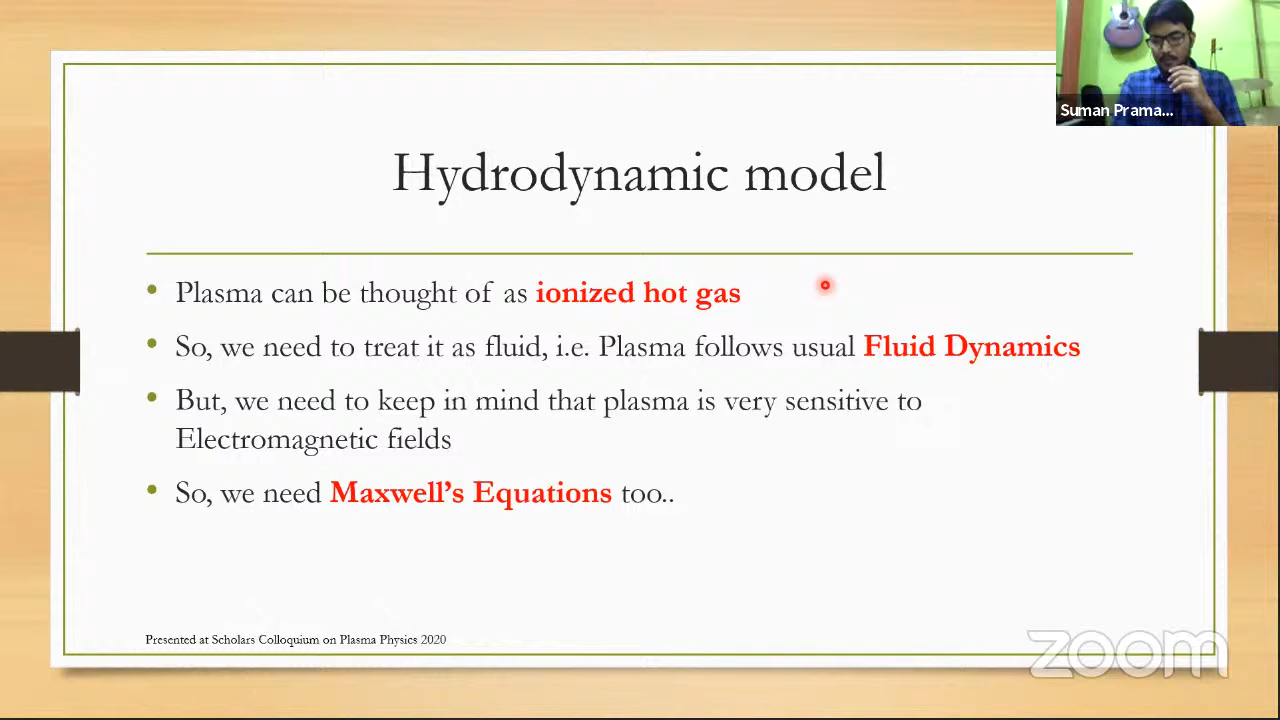 Suman Prama...
Hydrodynamic model
• Plasma can be thought of as ionized hot gas
• So, we need to treat it as fluid, i.e. Plasma follows usual Fluid Dynamics
• But, we need to keep in mind that plasma is very sensitive to
Electromagnetic fields
• So, we need Maxwell's Equations too..
Presented at Scholars Colloquium on Plasma Physics 2020
zoom